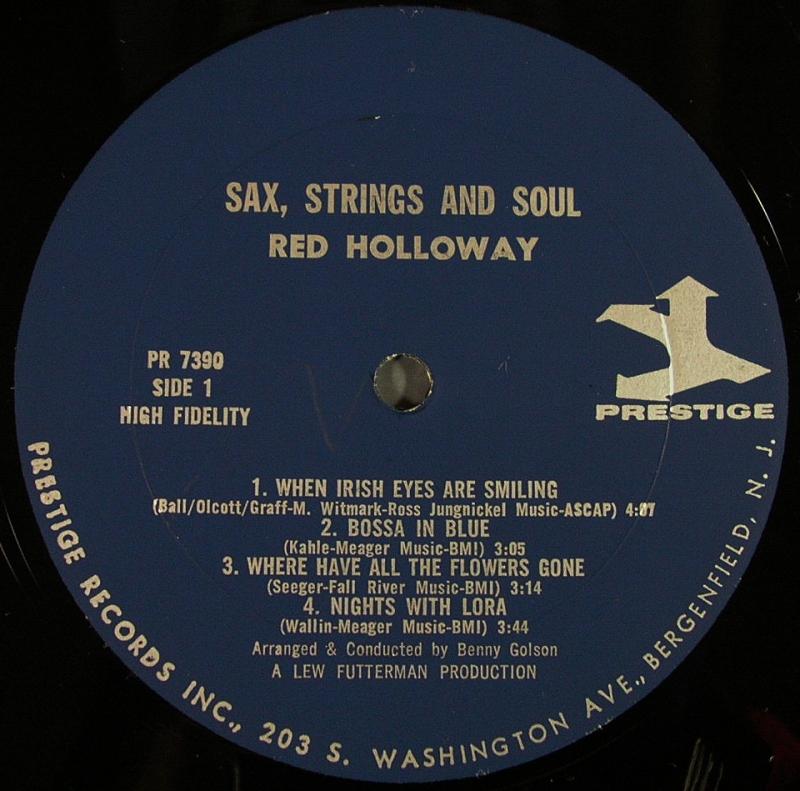 SAX, STRINGS AND SOUL
RED HOLLOWAY
PR 7390
SIDE 1
HIGH FIDELITY
PRESTIGE
1. WHEN IRISH EYES ARE SMILING
(Ball/Olcott/Graff-M. Witmark-Ross Jungnickel Music-ASCAP) 4:07
2. BOSSA IN BLUE
(Kahle-Meager Music-BMI) 3:05
3. WHERE HAVE ALL THE FLOWERS GONE
(Seeger-Fall River Music-BMI) 3:14
4. NIGHTS WITH LORA
(Wallin-Meager Music-BMI) 3:44
Arranged & Conducted by Benny Golson
A LEW FUTTERMAN PRODUCTION
PRESTIGE RECORDS INC., 203 S. WASHINGTON AVE., BERGENFIELD, N. J.